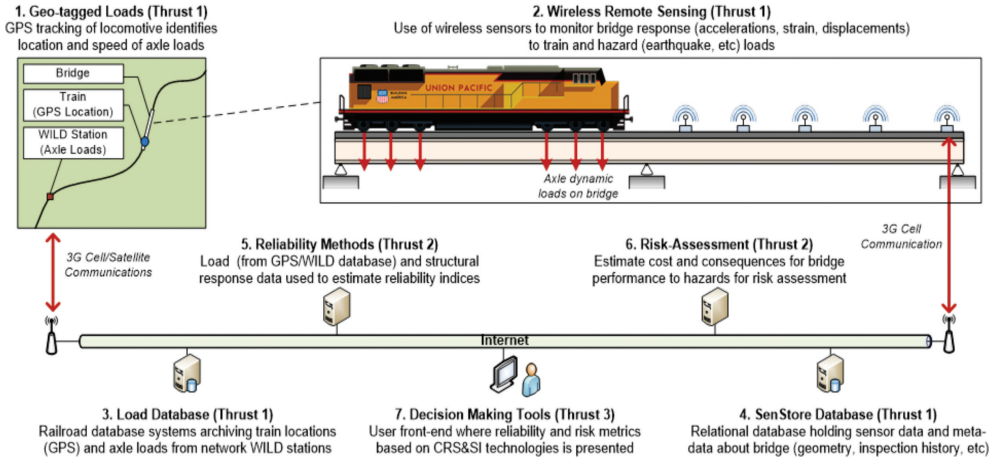 1. Geo-tagged Loads (Thrust 1)
GPS tracking of locomotive identifies
location and speed of axle loads
Bridge
Train
(GPS Location)
WILD Station
(Axle Loads)
2. Wireless Remote Sensing (Thrust 1)
Use of wireless sensors to monitor bridge response (accelerations, strain, displacements)
to train and hazard (earthquake, etc) loads
UNION PACIFIC
BUILDING
AMERICA
Axle dynamic
loads on bridge
3G Cell/Satellite
Communications
5. Reliability Methods (Thrust 2)
Load (from GPS/WILD database) and structural
response data used to estimate reliability indices
6. Risk-Assessment (Thrust 2)
Estimate cost and consequences for bridge
performance to hazards for risk assessment
3G Cell
Communication
Internet
3. Load Database (Thrust 1)
Railroad database systems archiving train locations
(GPS) and axle loads from network WILD stations
7. Decision Making Tools (Thrust 3)
User front-end where reliability and risk metrics
based on CRS&SI technologies is presented
4. SenStore Database (Thrust 1)
Relational database holding sensor data and meta-
data about bridge (geometry, inspection history, etc)